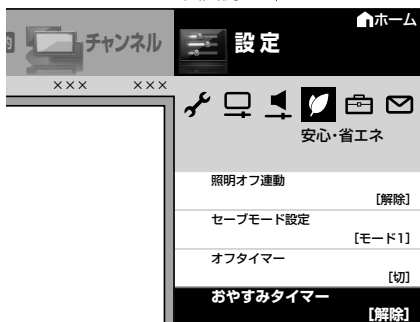 ホーム
チャンネル
設定
×××　×××
安心・省エネ
照明オフ連動
[解除]
セーブモード設定
[モード1]
オフタイマー
[切]
おやすみタイマー
[解除]